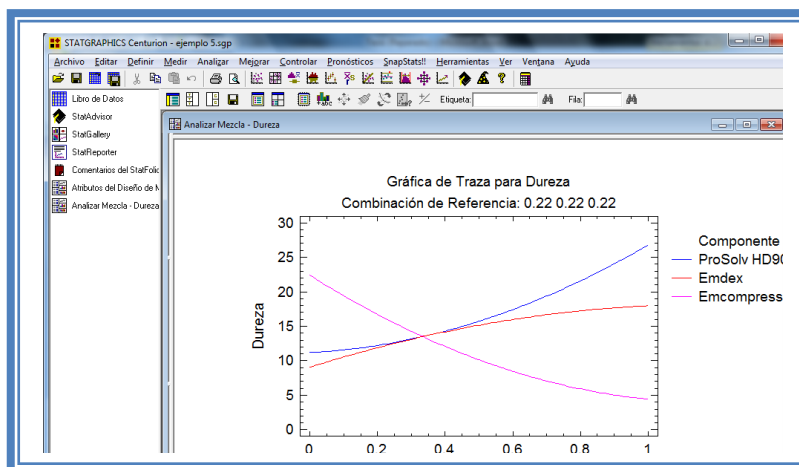 STATGRAPHICS Centurion - ejemplo 5.sgp
Archivo Editar Definir Medir Analizar Mejorar Controlar Pronósticos SnapStats!! Herramientas Ver Ventana Ayuda
Etiqueta: Fila:
Libro de Datos
StatAdvisor
StatGallery
StatReporter
Comentarios del StatFolio
Atributos del Diseño de M
Analizar Mezcla - Dureza
Analizar Mezcla - Dureza
Gráfica de Traza para Dureza
Combinación de Referencia: 0.22 0.22 0.22
30
25
20
15
10
5
0
Dureza
0 0.2 0.4 0.6 0.8 1
Componente
ProSolv HD90
Emdex
Emcompress